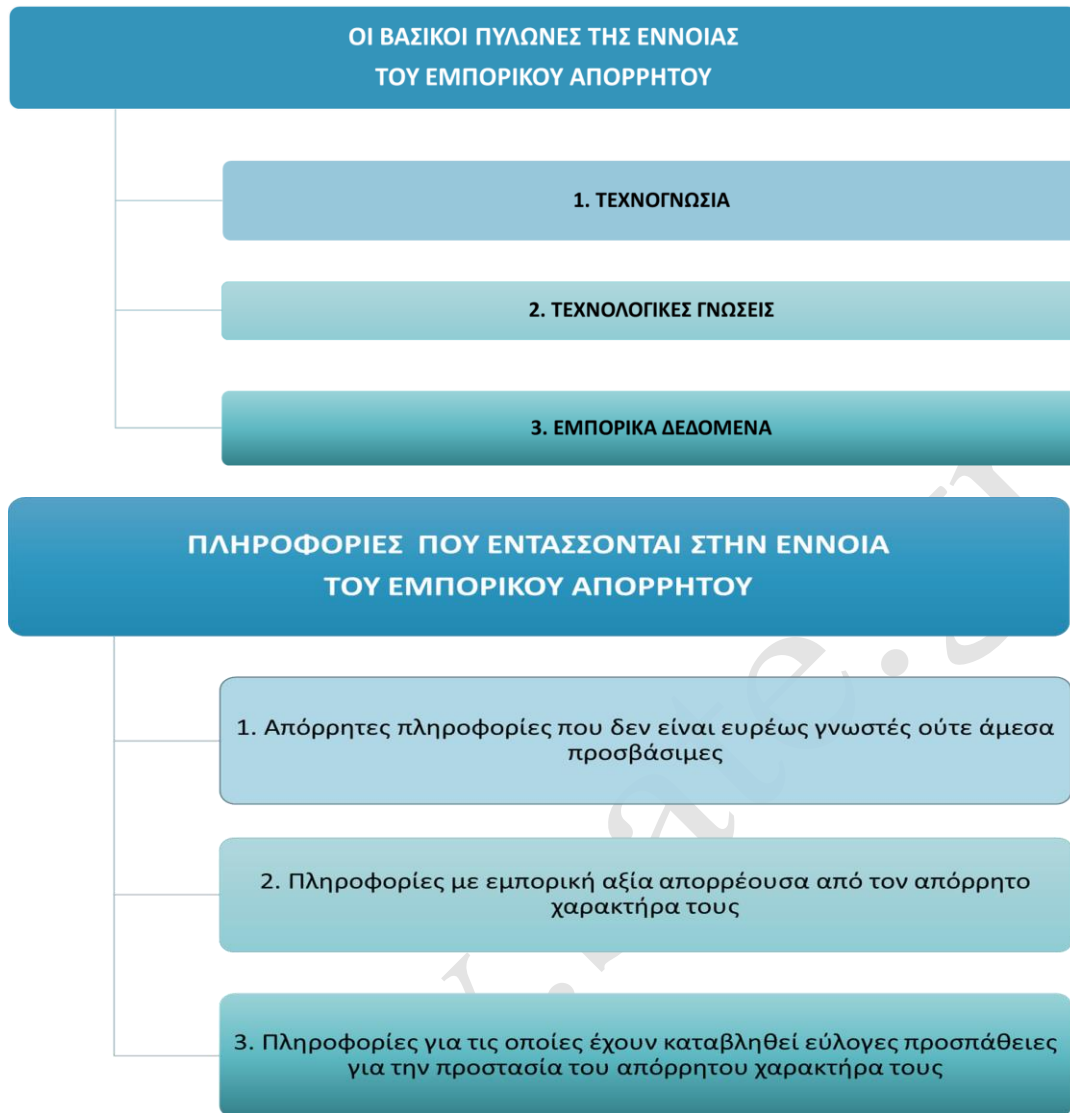 ΟΙ ΒΑΣΙΚΟΙ ΠΥΛΩΝΕΣ ΤΗΣ ΕΝΝΟΙΑΣ
ΤΟΥ ΕΜΠΟΡΙΚΟΥ ΑΠΟΡΡΗΤΟΥ
1. ΤΕΧΝΟΓΝΩΣΙΑ
2. ΤΕΧΝΟΛΟΓΙΚΕΣ ΓΝΩΣΕΙΣ
3. ΕΜΠΟΡΙΚΑ ΔΕΔΟΜΕΝΑ
ΠΛΗΡΟΦΟΡΙΕΣ ΠΟΥ ΕΝΤΑΣΣΟΝΤΑΙ ΣΤΗΝ ΕΝΝΟΙΑ
ΤΟΥ ΕΜΠΟΡΙΚΟΥ ΑΠΟΡΡΗΤΟΥ
1. Απόρρητες πληροφορίες που δεν είναι ευρέως γνωστές ούτε άμεσα
προσβάσιμες
2. Πληροφορίες με εμπορική αξία απορρέουσα από τον απόρρητο
χαρακτήρα τους
3. Πληροφορίες για τις οποίες έχουν καταβληθεί εύλογες προσπάθειες
για την προστασία του απόρρητου χαρακτήρα τους